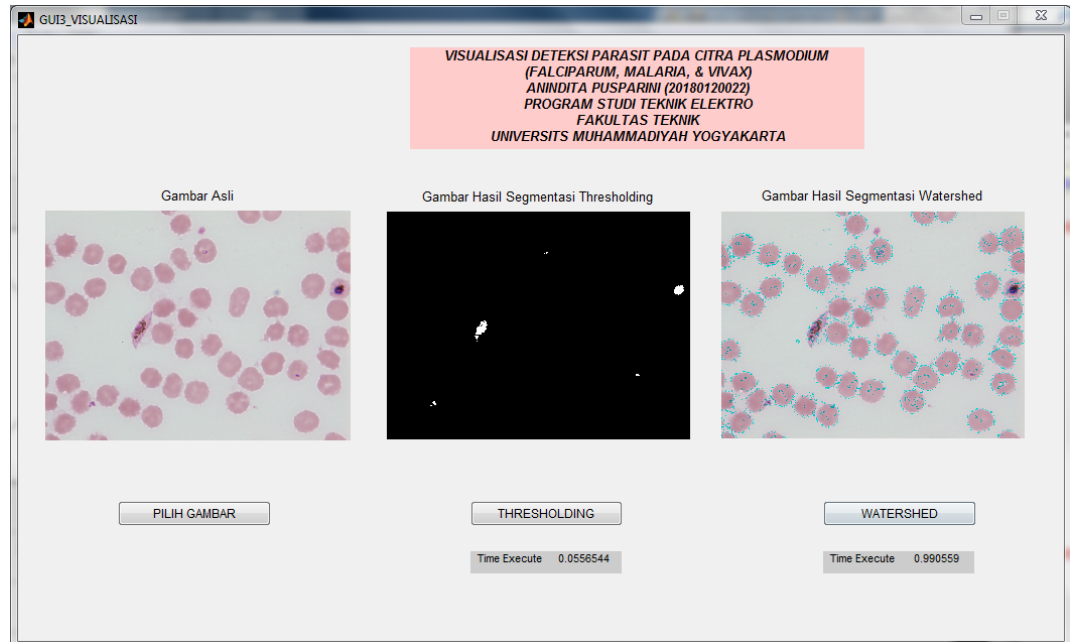 GUI3_VISUALISASI
VISUALISASI DETEKSI PARASIT PADA CITRA PLASMODIUM
(FALCIPARUM, MALARIA, & VIVAX)
ANINDITA PUSPARINI (20180120022)
PROGRAM STUDI TEKNIK ELEKTRO
FAKULTAS TEKNIK
UNIVERSITS MUHAMMADIYAH YOGYAKARTA
Gambar Asli
Gambar Hasil Segmentasi Thresholding
Gambar Hasil Segmentasi Watershed
PILIH GAMBAR
THRESHOLDING
WATERSHED
Time Execute 0.0556544
Time Execute 0.990559